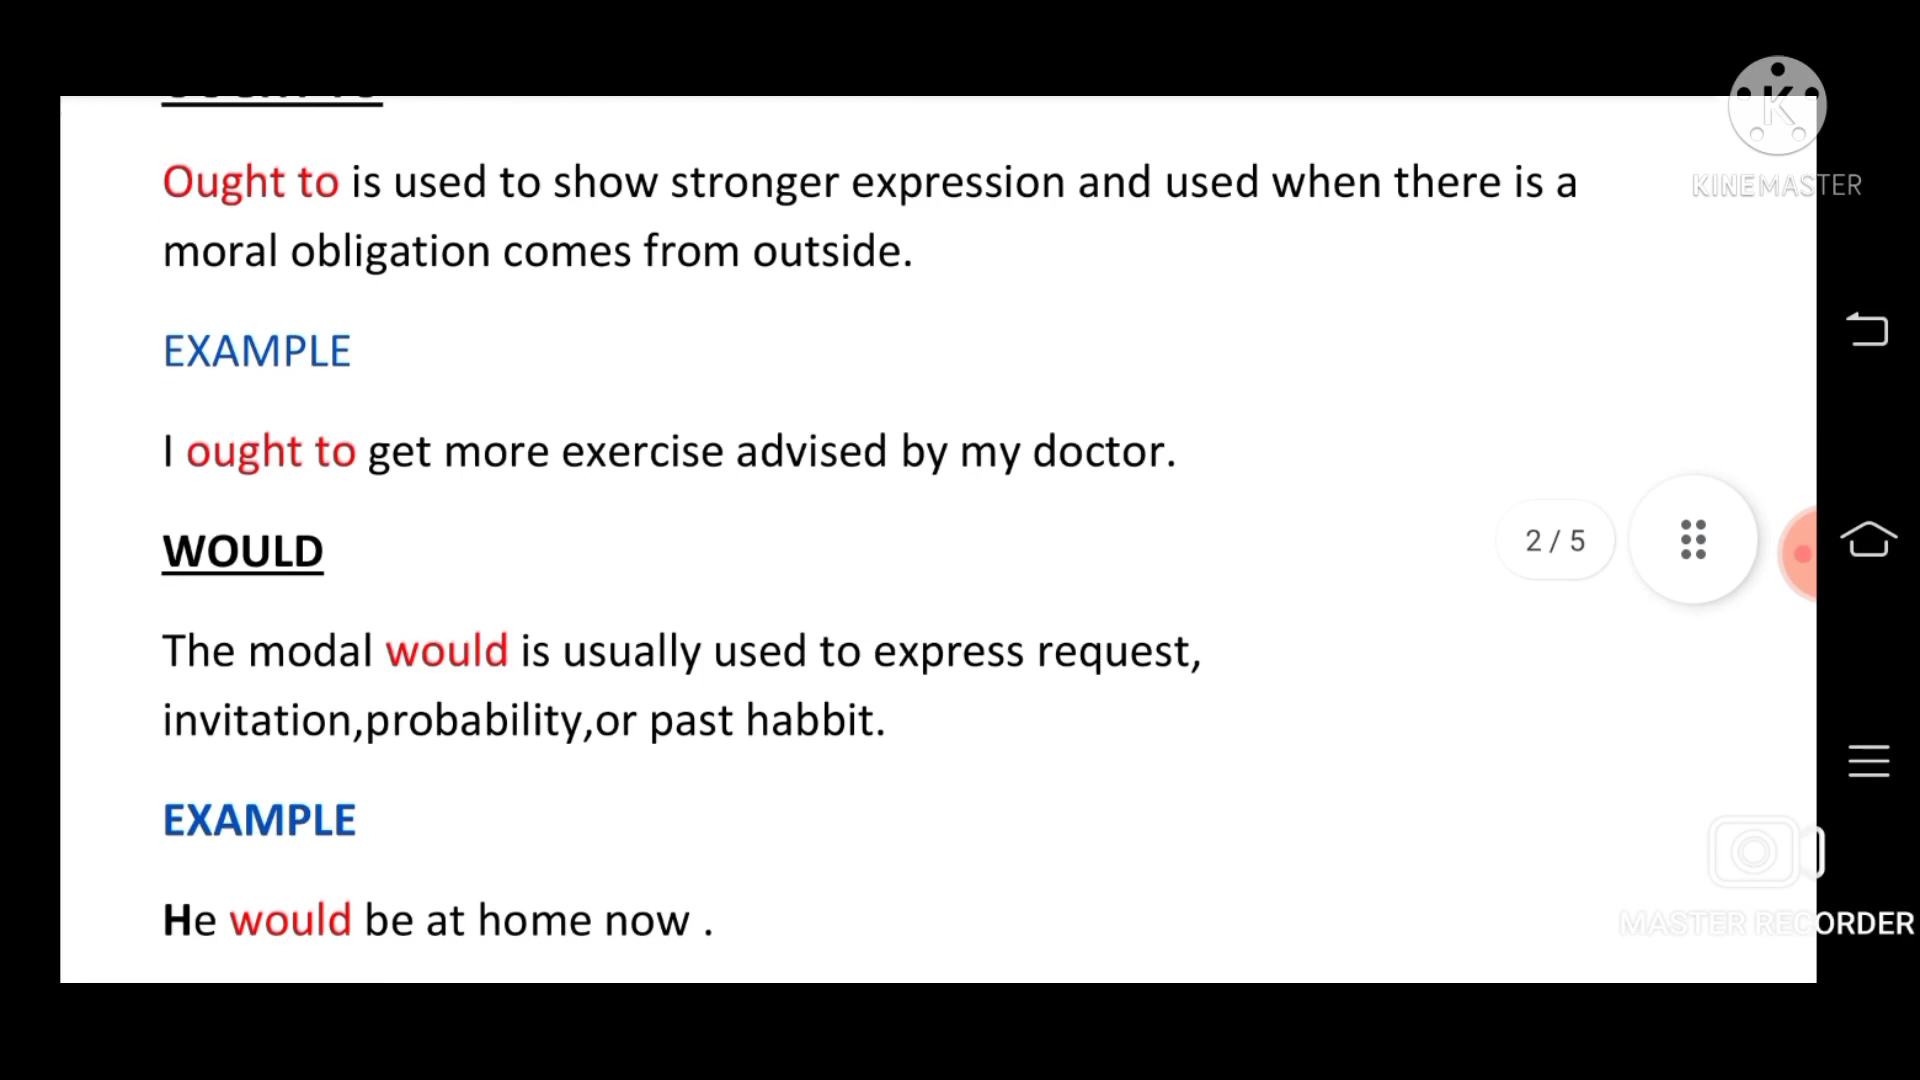 Ought to is used to show stronger expression and used when there is a
moral obligation comes from outside.
EXAMPLE
I ought to get more exercise advised by my doctor.
WOULD
The modal would is usually used to express request,
invitation,probability,or past habbit.
EXAMPLE
He would be at home now .
2 / 5
K
KINEMASTER
MASTER RECORDER